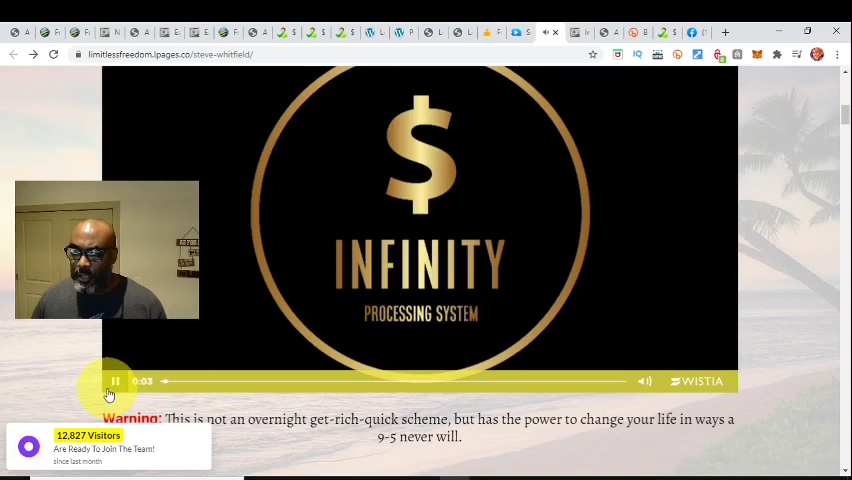 limitlessfreedom.lpages.co/steve-whitfield/
$
INFINITY
PROCESSING SYSTEM
0:03
WISTIA
Warning: This is not an overnight get-rich-quick scheme, but has the power to change your life in ways a
9-5 never will.
12,827 Visitors
Are Ready To Join The Team!
since last month